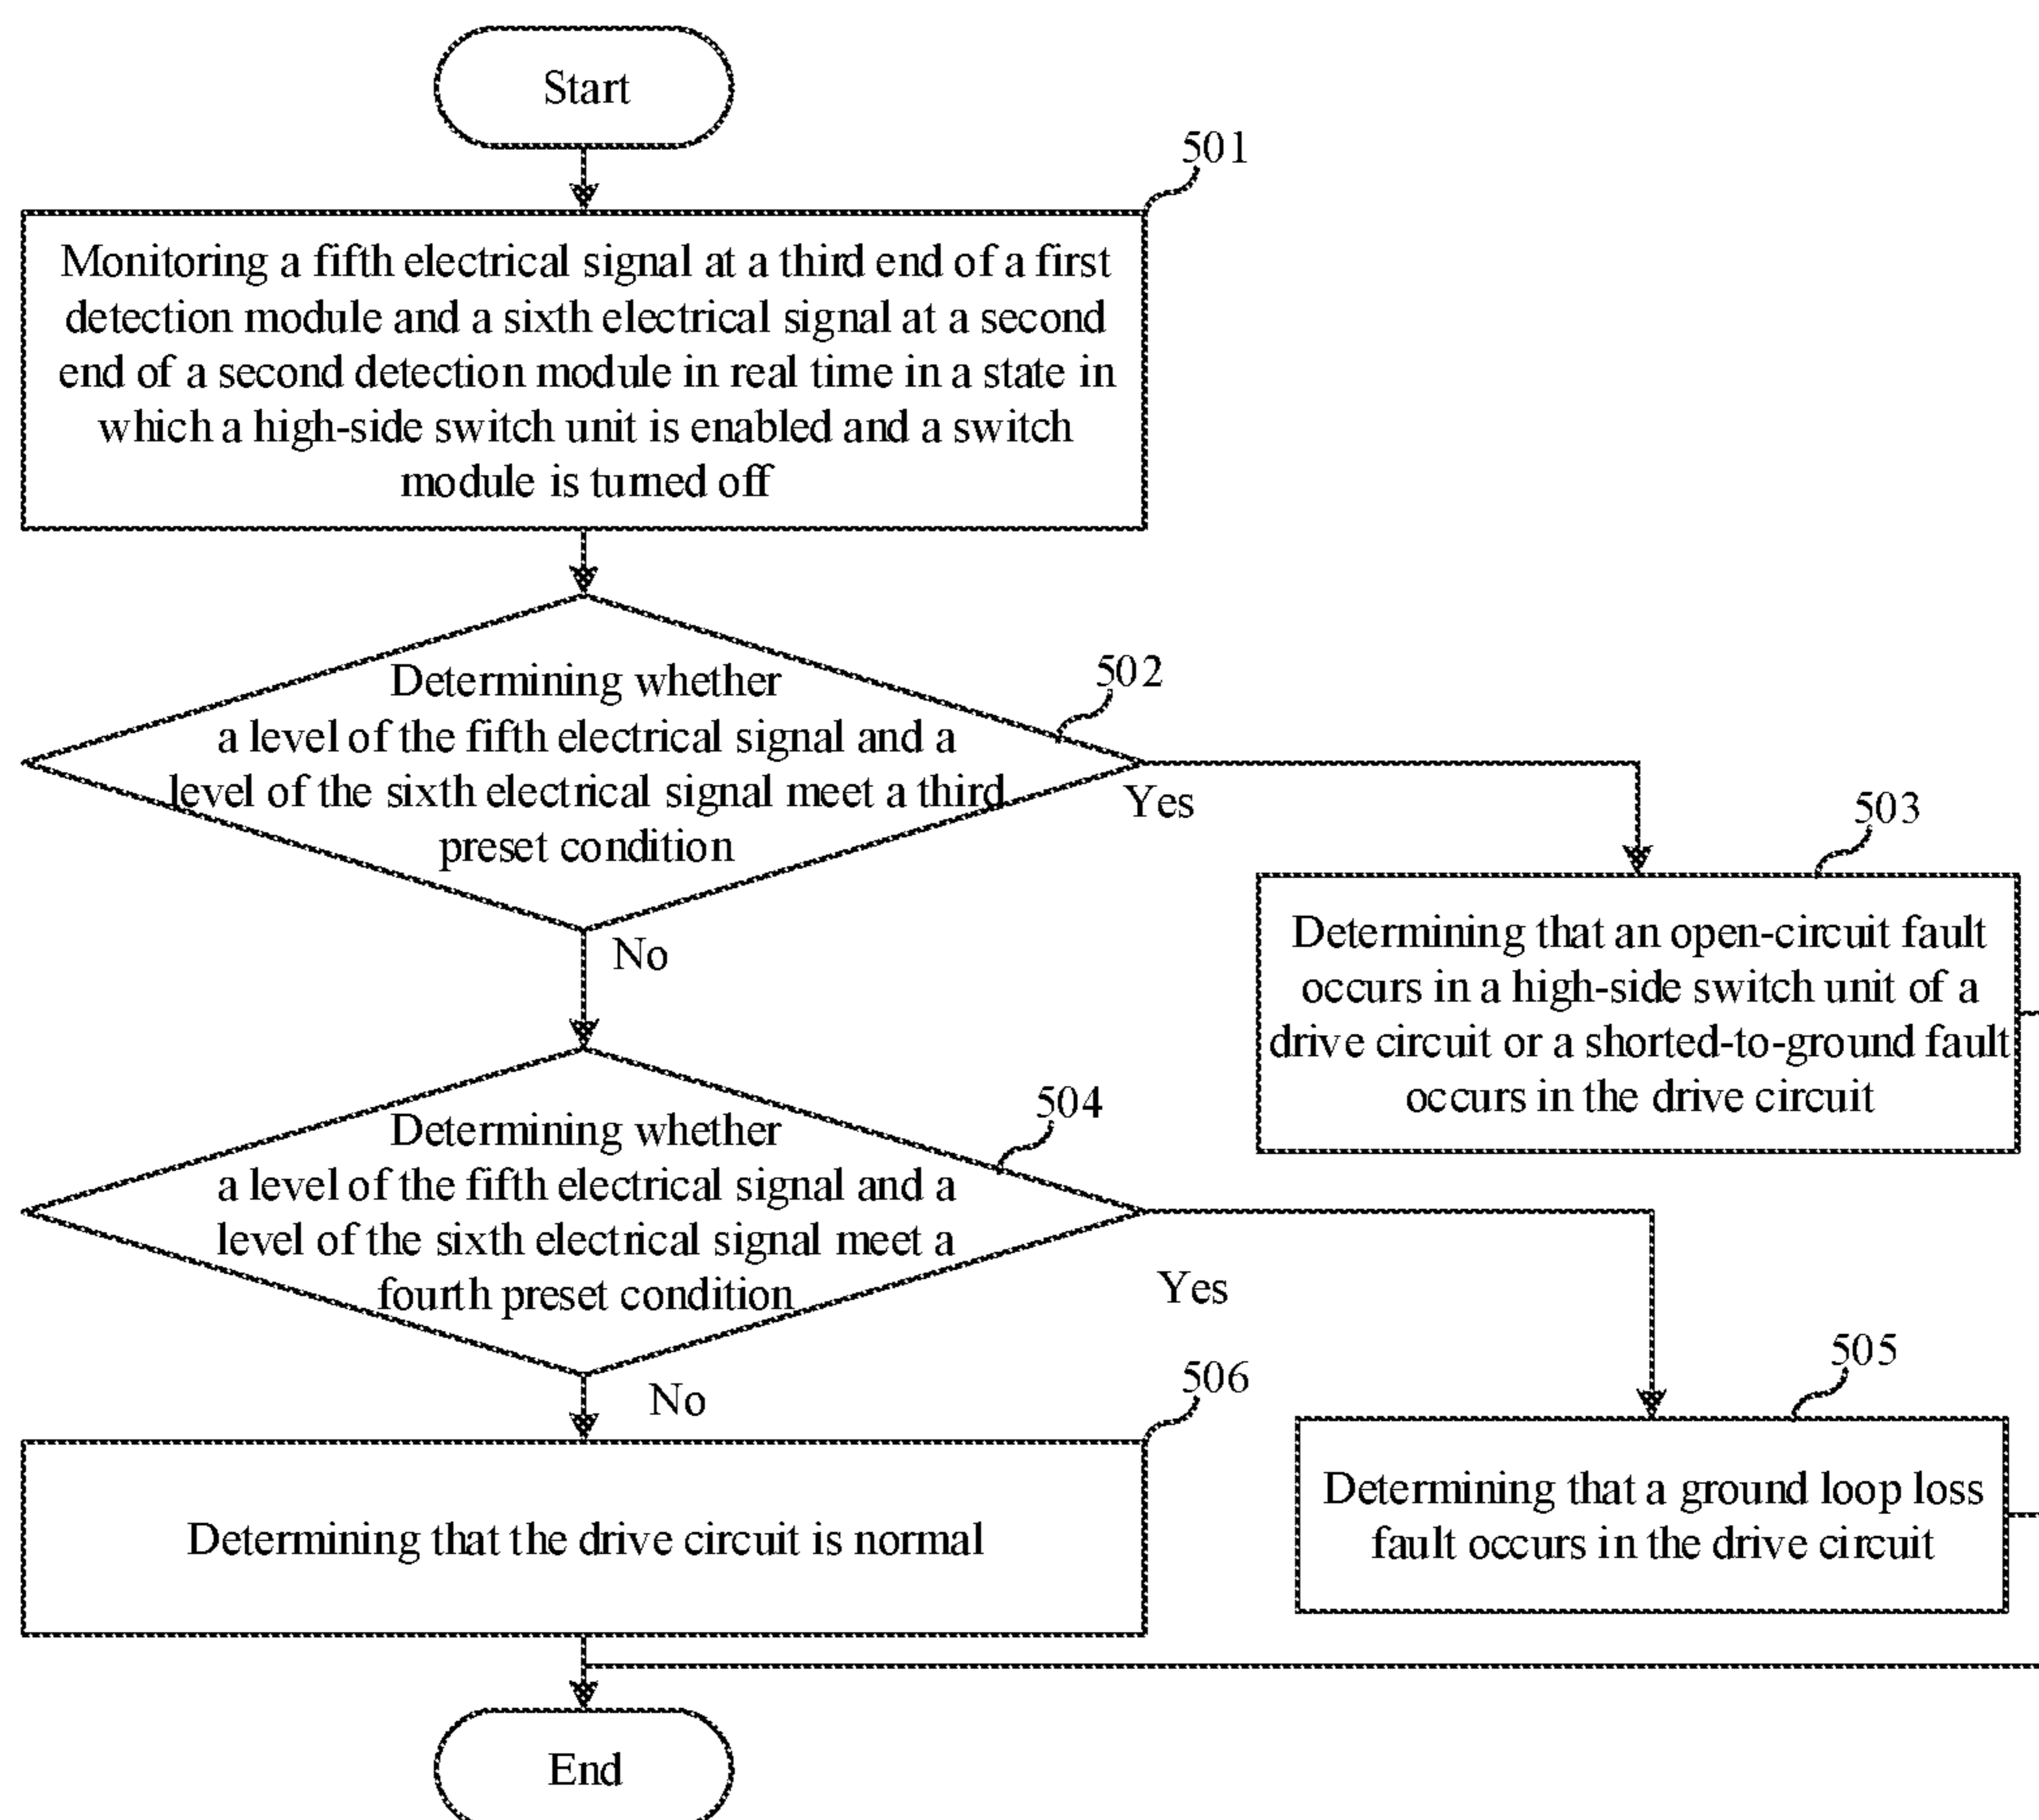 Start
501
Monitoring a fifth electrical signal at a third end of a first
detection module and a sixth electrical signal at a second
end of a second detection module in real time in a state in
which a high-side switch unit is enabled and a switch
module is turned off
502
Determining whether
a level of the fifth electrical signal and a
level of the sixth electrical signal meet a third
preset condition
Yes
No
503
Determining that an open-circuit fault
occurs in a high-side switch unit of a
drive circuit or a shorted-to-ground fault
occurs in the drive circuit
504
Determining whether
a level of the fifth electrical signal and a
level of the sixth electrical signal meet a
fourth preset condition
Yes
No
505
Determining that a ground loop loss
fault occurs in the drive circuit
506
Determining that the drive circuit is normal
End